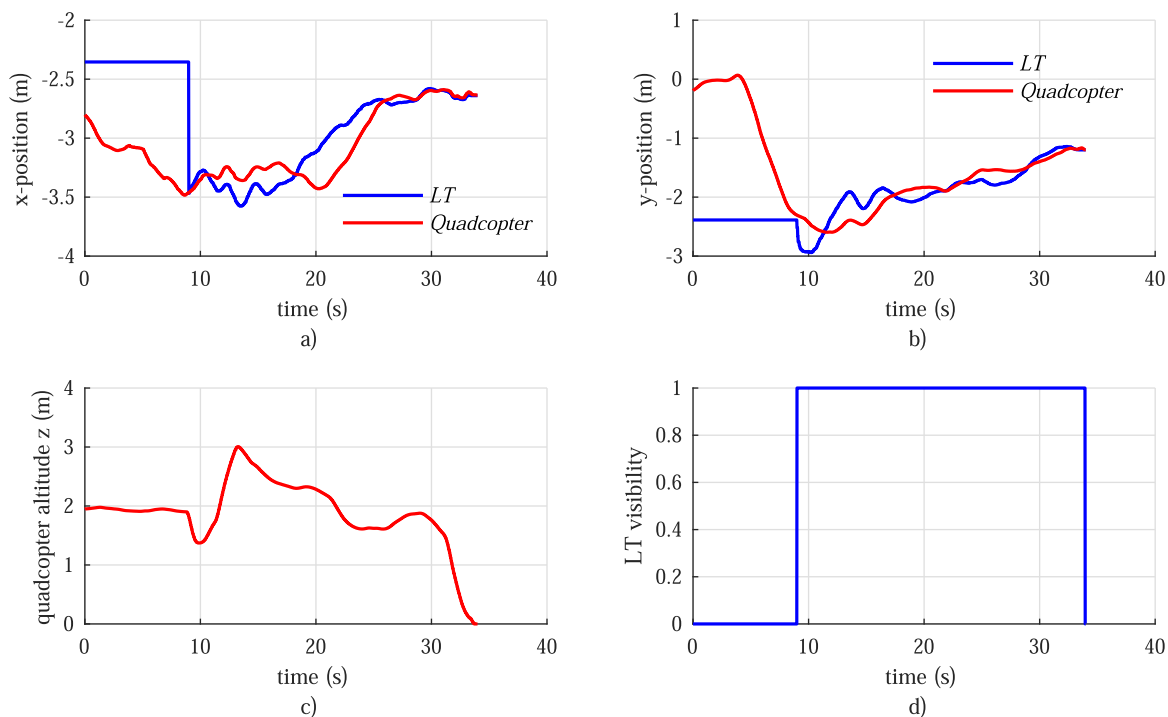 x-position (m)
-2
-2.5
-3
-3.5
-4
LT
Quadcopter
0 10 20 30 40
time (s)
a)
y-position (m)
1
0
-1
-2
-3
LT
Quadcopter
0 10 20 30 40
time (s)
b)
quadcopter altitude z (m)
4
3
2
1
0
0 10 20 30 40
time (s)
c)
LT visibility
1
0.8
0.6
0.4
0.2
0
0 10 20 30 40
time (s)
d)